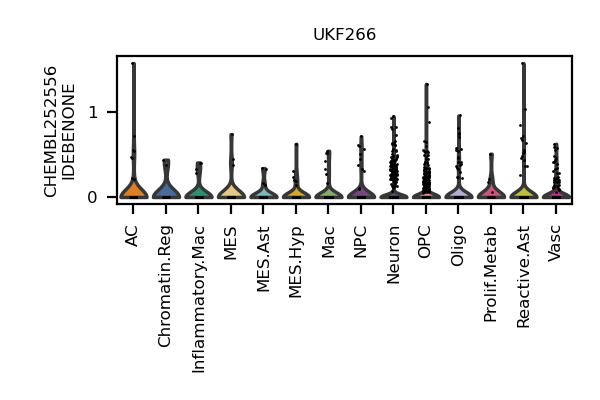 UKF266
CHEMBL252556
IDEBENONE
1
0
AC
Chromatin.Reg
Inflammatory.Mac
MES
MES.Ast
MES.Hyp
Mac
NPC
Neuron
OPC
Oligo
Prolif.Metab
Reactive.Ast
Vasc